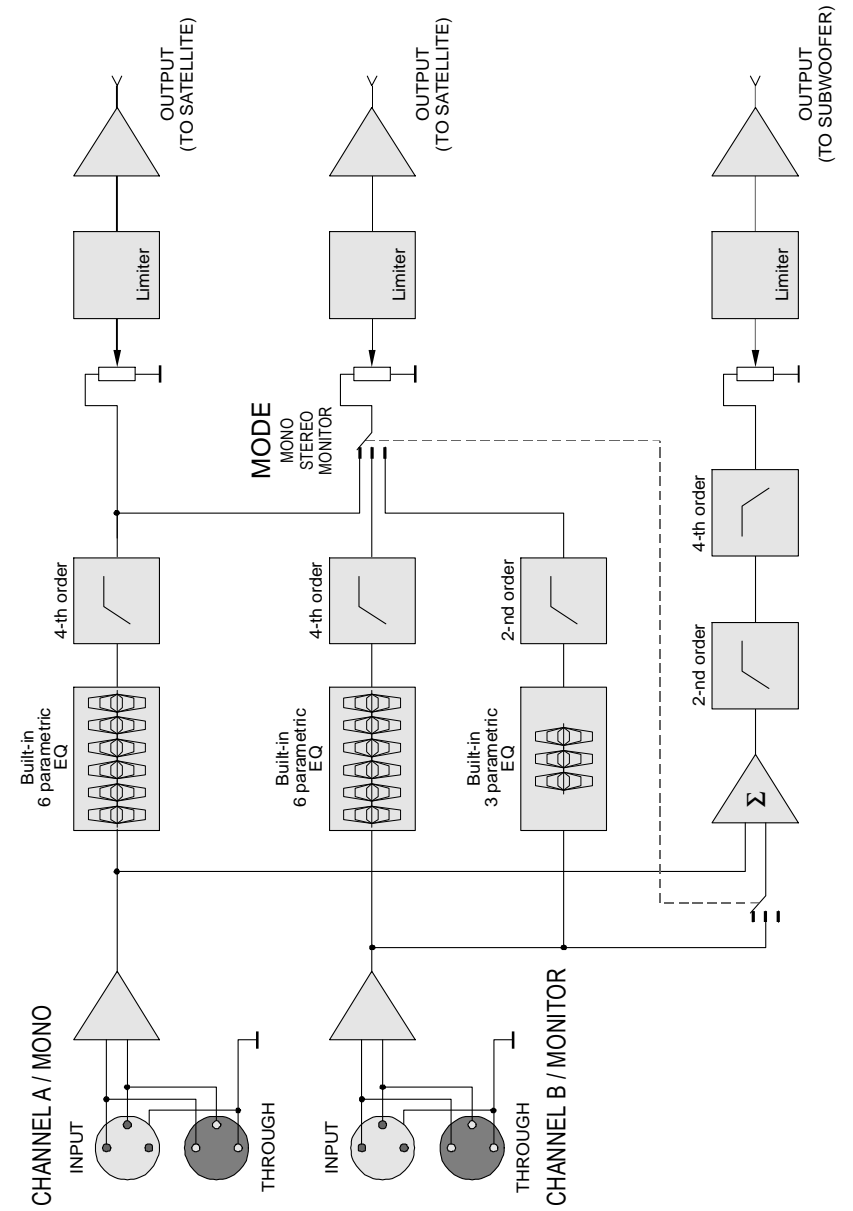 CHANNEL A / MONO
INPUT
THROUGH
Built-in
6 parametric
EQ
4-th order
Limiter
OUTPUT
(TO SATELLITE)
MODE
MONO
STEREO
MONITOR
INPUT
THROUGH
Built-in
6 parametric
EQ
4-th order
Limiter
OUTPUT
(TO SATELLITE)
CHANNEL B / MONITOR
Built-in
3 parametric
EQ
2-nd order
Σ
2-nd order
4-th order
Limiter
OUTPUT
(TO SUBWOOFER)